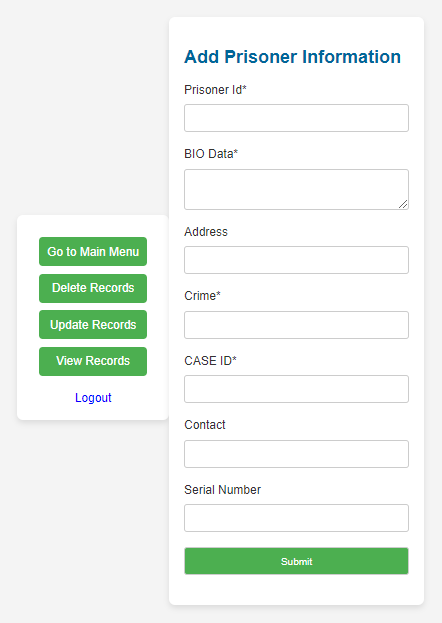 Go to Main Menu
Delete Records
Update Records
View Records
Logout
Add Prisoner Information
Prisoner Id*
BIO Data*
Address
Crime*
CASE ID*
Contact
Serial Number
Submit